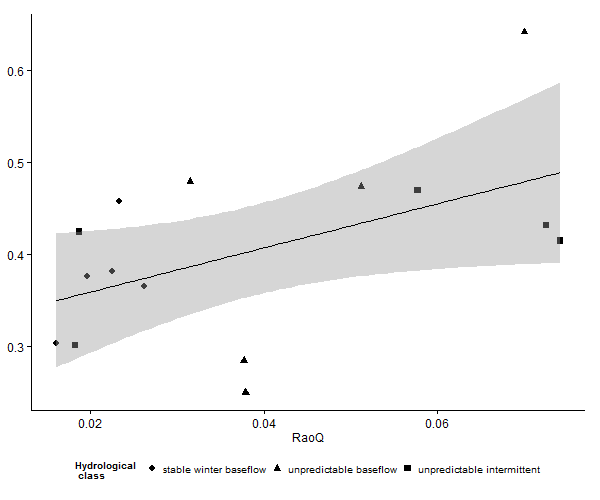 0.6
0.5
0.4
0.3
0.02 0.04 0.06
RaoQ
Hydrological
class
stable winter baseflow unpredictable baseflow unpredictable intermittent